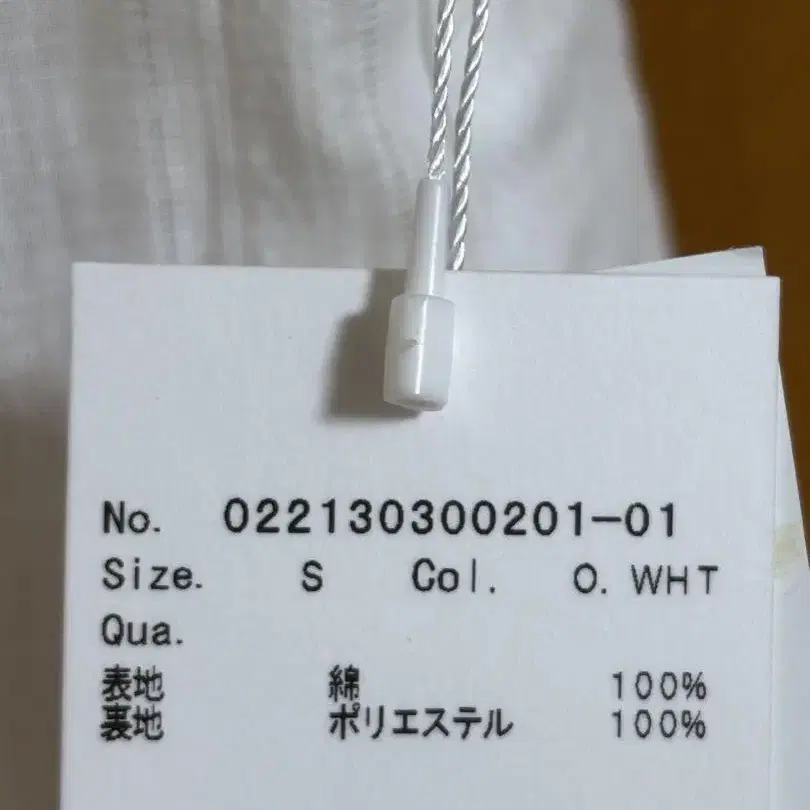 No. 022130300201-01
Size. S Col. O. WHT
Qua.
表地 綿 100%
裏地 ポリエステル 100%